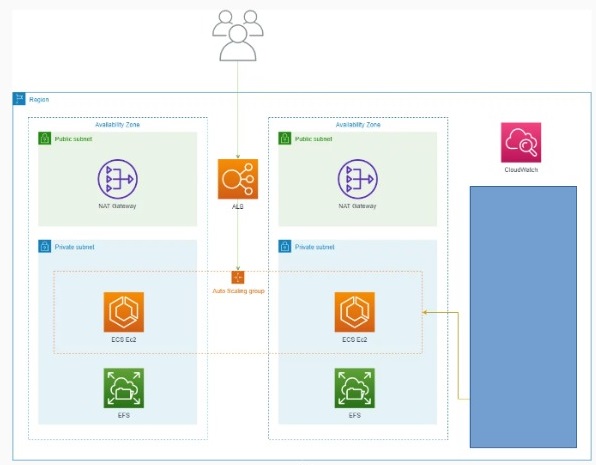 Region
Availability Zone
Availability Zone
Public subnet
Public subnet
CloudWatch
NAT Gateway
ALB
NAT Gateway
Private subnet
Private subnet
Auto Scaling group
ECS Ec2
ECS Ec2
EFS
EFS